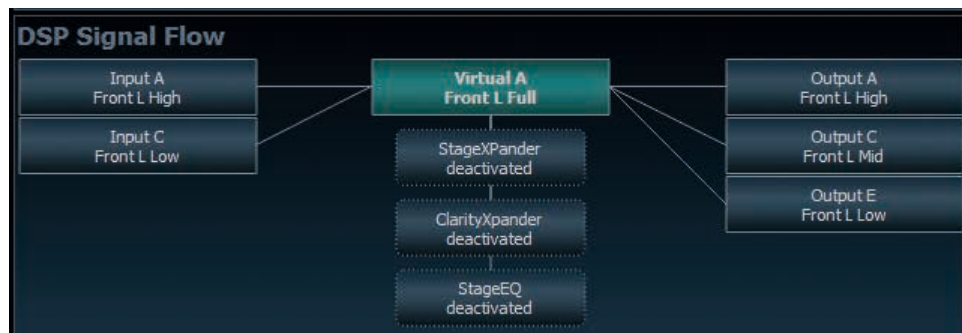 DSP Signal Flow
Input A
Front L High
Input C
Front L Low
Virtual A
Front L Full
StageXPander
deactivated
ClarityXpander
deactivated
StageEQ
deactivated
Output A
Front L High
Output C
Front L Mid
Output E
Front L Low